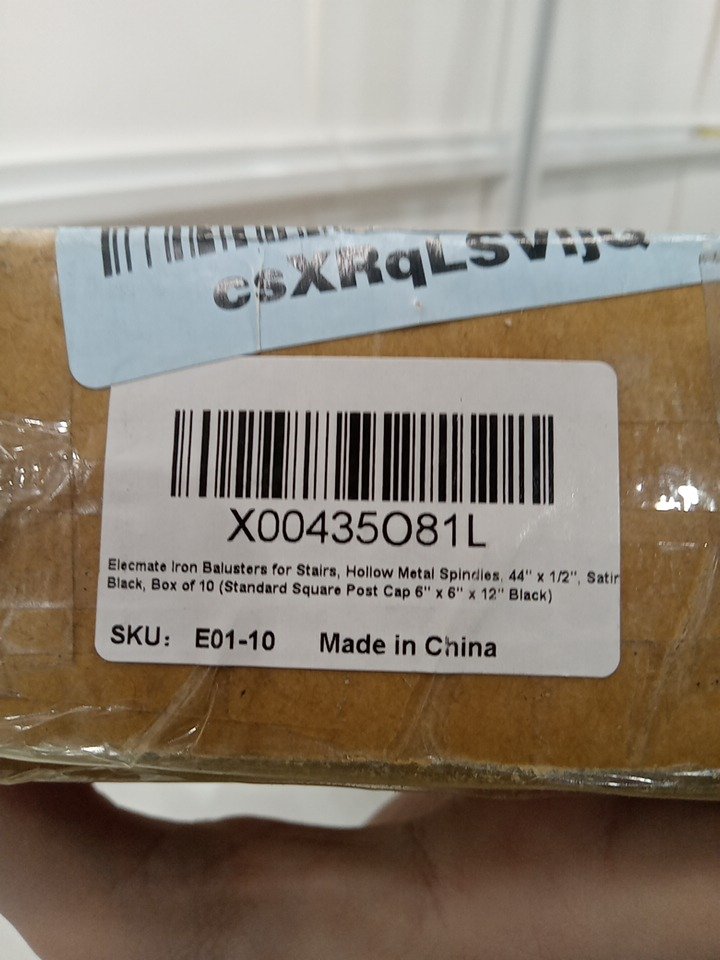 csXRqLSVijG
X00435O81L
Elecmate Iron Balusters for Stairs, Hollow Metal Spindles, 44" x 1/2", Satin
Black, Box of 10 (Standard Square Post Cap 6" x 6" x 12" Black)
SKU: E01-10 Made in China